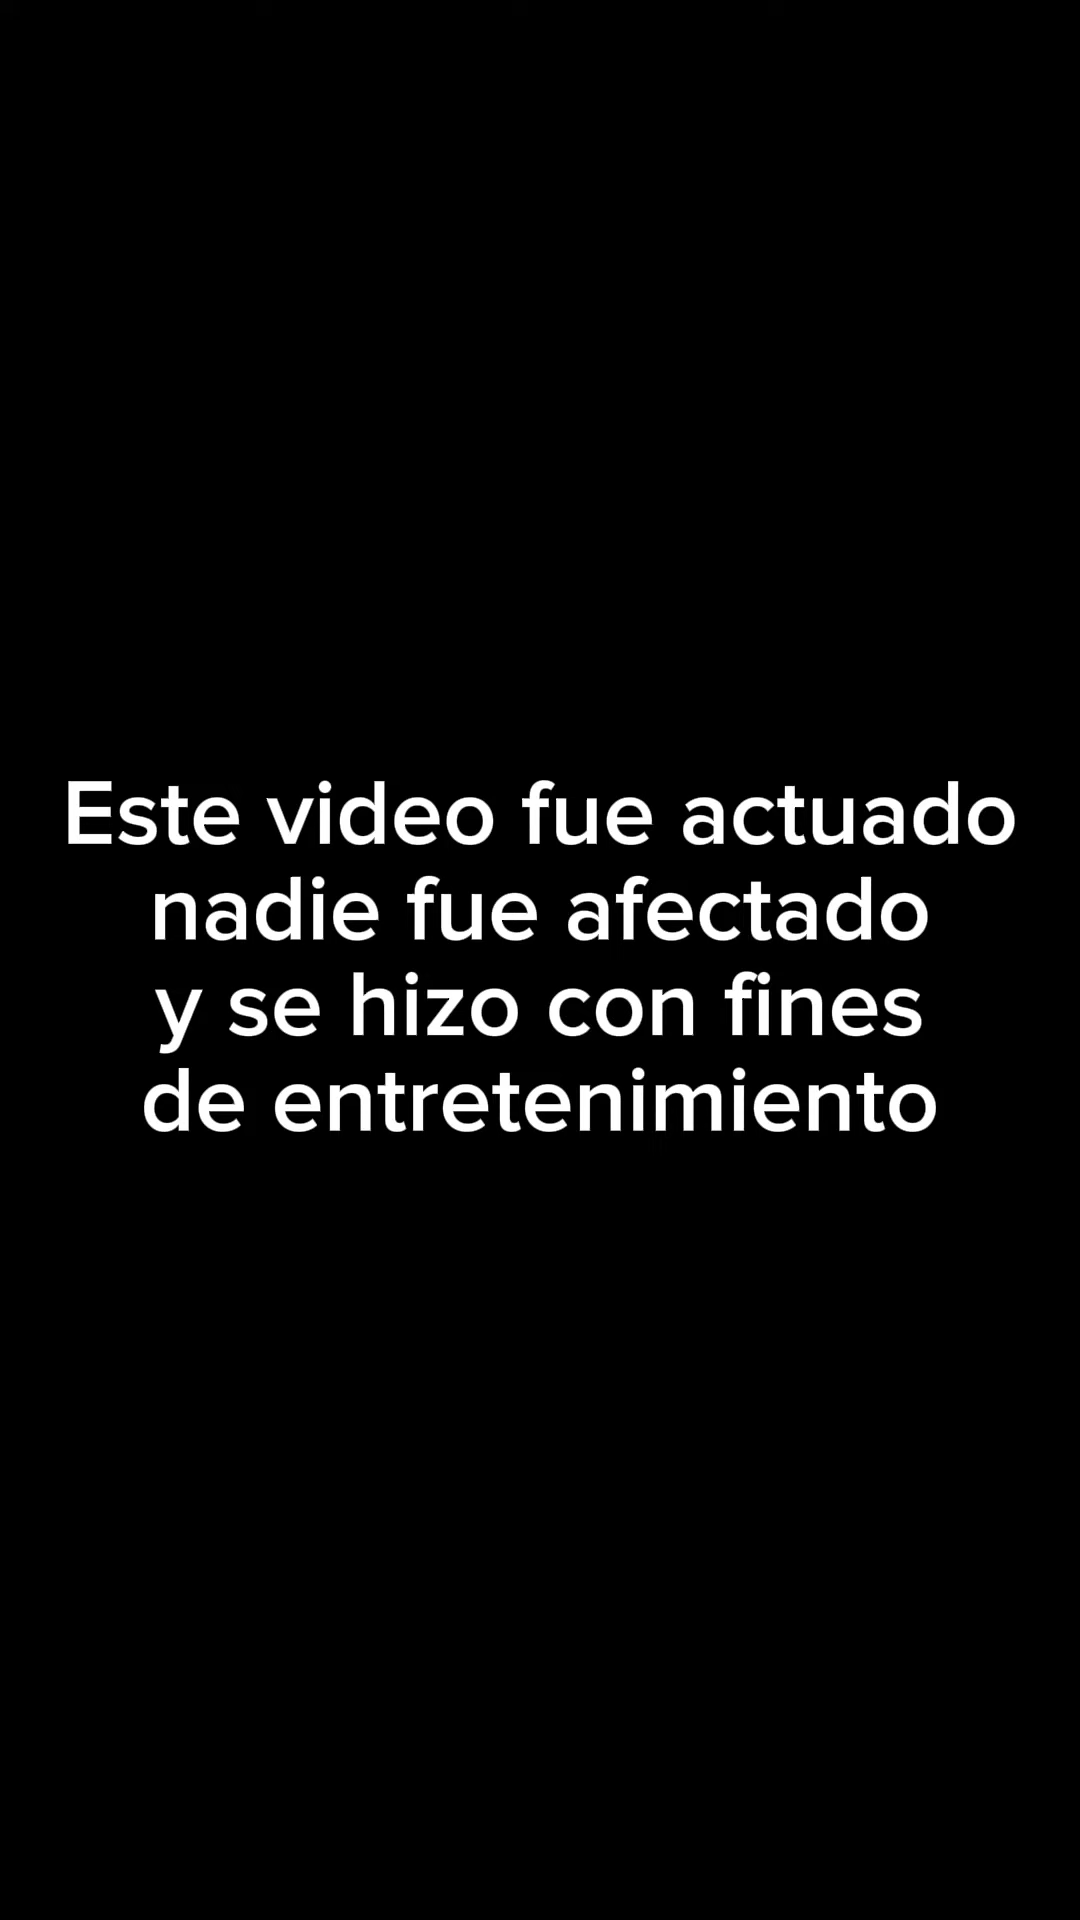 Este video fue actuado
nadie fue afectado
y se hizo con fines
de entretenimiento